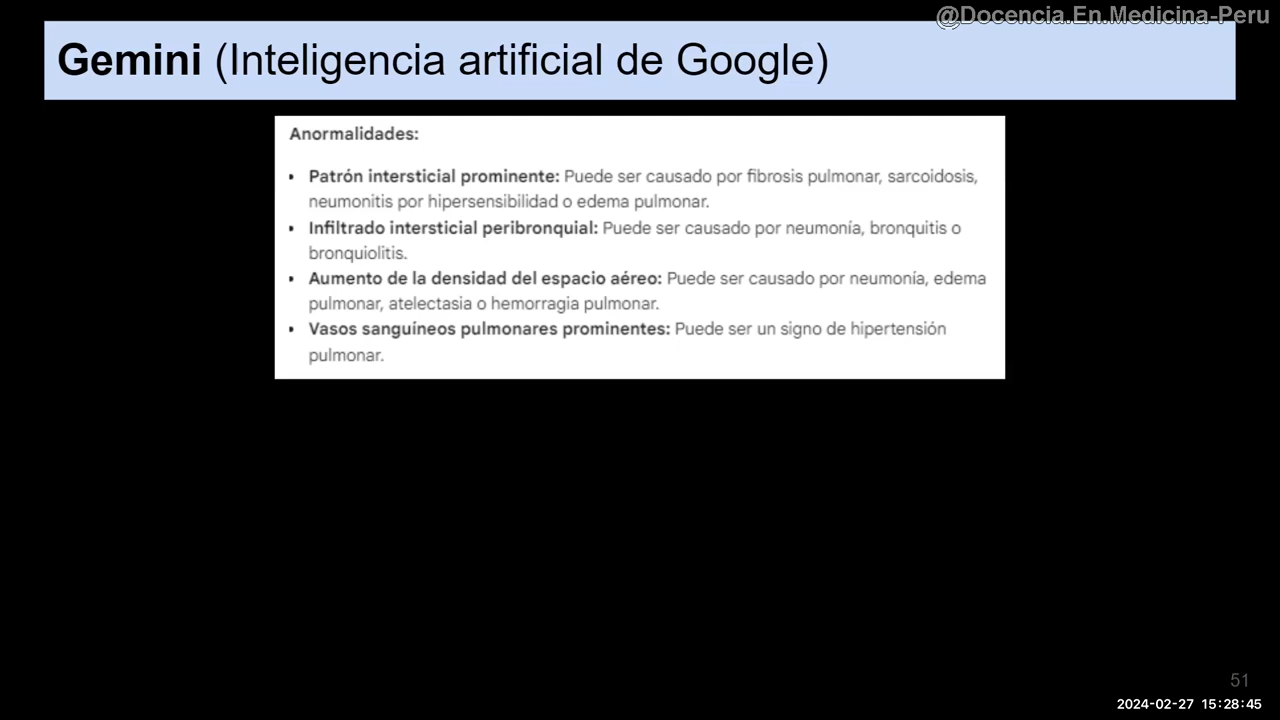 @Docencia.En.Medicina-Peru
Gemini (Inteligencia artificial de Google)
Anormalidades:
• Patrón intersticial prominente: Puede ser causado por fibrosis pulmonar, sarcoidosis,
neumonitis por hipersensibilidad o edema pulmonar.
• Infiltrado intersticial peribronquial: Puede ser causado por neumonía, bronquitis o
bronquiolitis.
• Aumento de la densidad del espacio aéreo: Puede ser causado por neumonía, edema
pulmonar, atelectasia o hemorragia pulmonar.
• Vasos sanguíneos pulmonares prominentes: Puede ser un signo de hipertensión
pulmonar.
51
2024-02-27 15:28:45